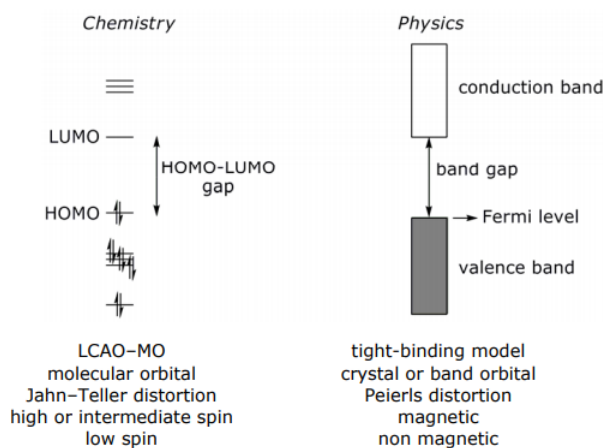 Chemistry
Physics
conduction band
LUMO
HOMO-LUMO
gap
band gap
HOMO
Fermi level
valence band
LCAO–MO
molecular orbital
Jahn–Teller distortion
high or intermediate spin
low spin
tight-binding model
crystal or band orbital
Peierls distortion
magnetic
non magnetic